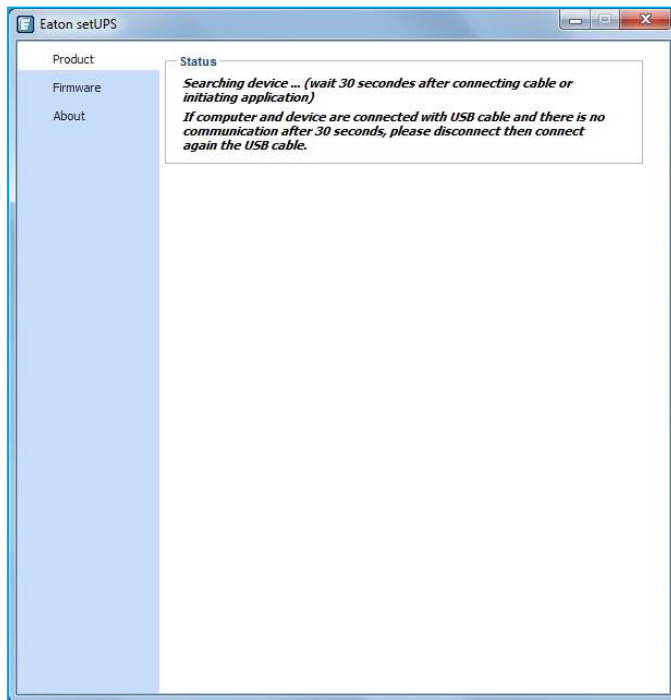 Eaton setUPS
Product
Firmware
About
Status
Searching device ... (wait 30 secondes after connecting cable or
initiating application)
If computer and device are connected with USB cable and there is no
communication after 30 seconds, please disconnect then connect
again the USB cable.